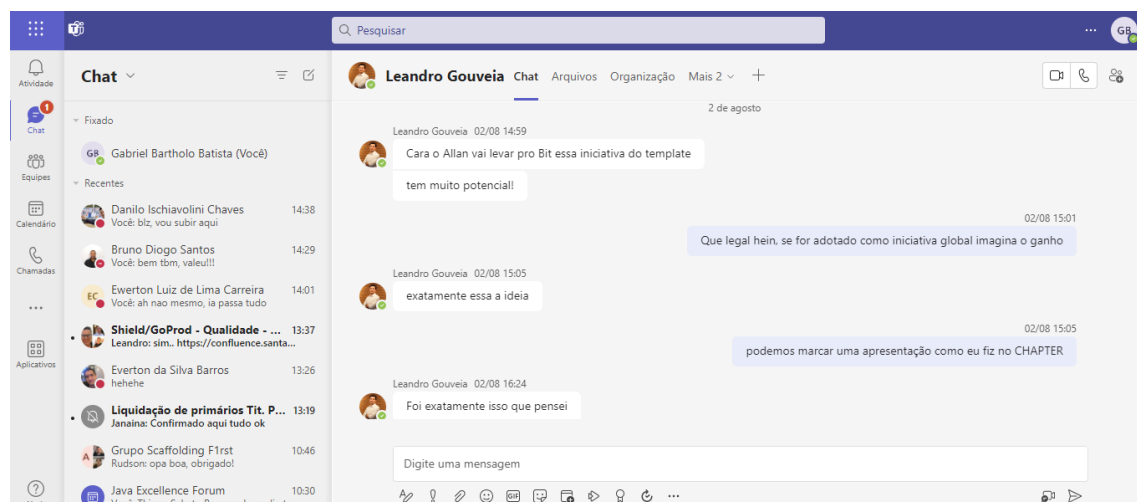 Pesquisar
GB
Atividade
Chat
1
Equipes
Calendário
Chamadas
Aplicativos
Chat
Fixado
GB Gabriel Bartholo Batista (Você)
Recentes
Danilo Ischiavolini Chaves 14:38
Você: blz, vou subir aqui
Bruno Diogo Santos 14:29
Você: bem tbm, valeu!!!
EC Ewerton Luiz de Lima Carreira 14:01
Você: ah nao mesmo, ia passa tudo
Shield/GoProd - Qualidade - ... 13:37
Leandro: sim.. https://confluence.santa...
Everton da Silva Barros 13:26
hehehe
Liquidação de primários Tit. P... 13:19
Janaina: Confirmado aqui tudo ok
A Grupo Scaffolding F1rst 10:46
Rudson: opa boa, obrigado!
Java Excellence Forum 10:30
Leandro Gouveia Chat Arquivos Organização Mais 2
2 de agosto
Leandro Gouveia 02/08 14:59
Cara o Allan vai levar pro Bit essa iniciativa do template
tem muito potencial!
02/08 15:01
Que legal hein, se for adotado como iniciativa global imagina o ganho
Leandro Gouveia 02/08 15:05
exatamente essa a ideia
02/08 15:05
podemos marcar uma apresentação como eu fiz no CHAPTER
Leandro Gouveia 02/08 16:24
Foi exatamente isso que pensei
Digite uma mensagem
GIF